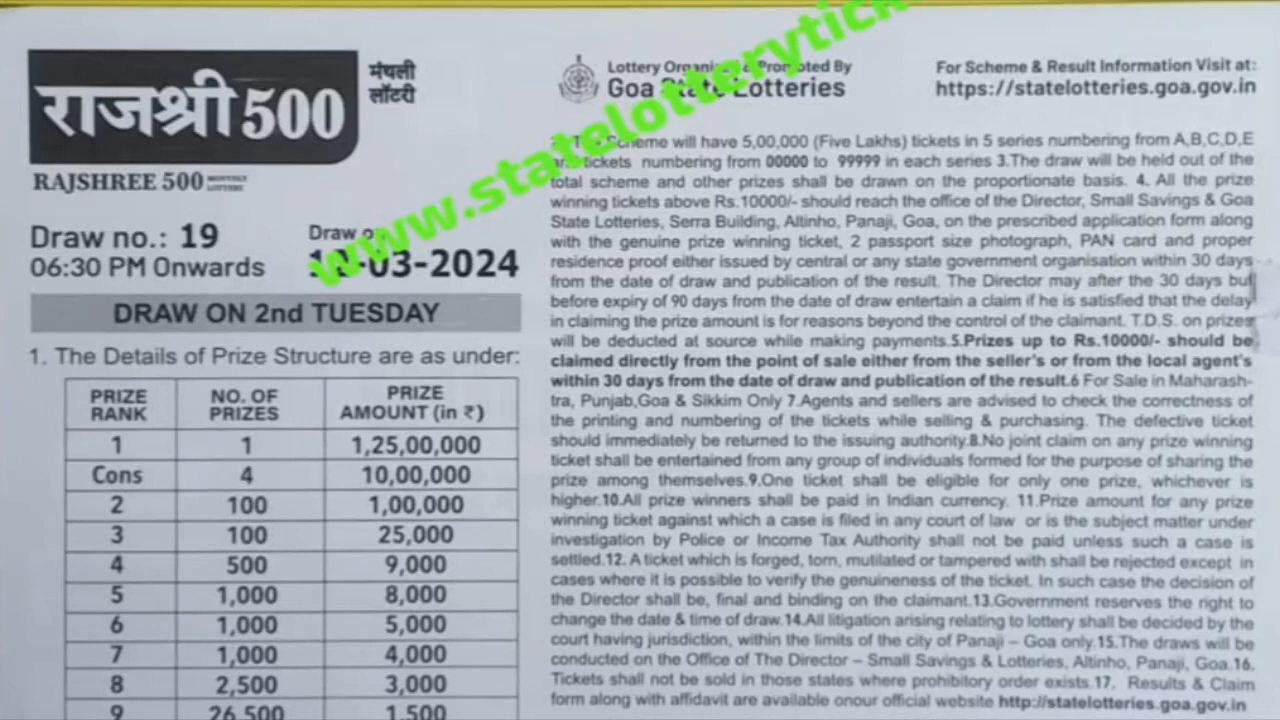 राजश्री 500
मंथली
लॉटरी
RAJSHREE 500 MONTHLY
LOTTERY
Draw no.: 19
06:30 PM Onwards
Draw
-03-2024
DRAW ON 2nd TUESDAY
1. The Details of Prize Structure are as under:
PRIZE RANK NO. OF PRIZES PRIZE AMOUNT (in ₹)
1 1 1,25,00,000
Cons 4 10,00,000
2 100 1,00,000
3 100 25,000
4 500 9,000
5 1,000 8,000
6 1,000 5,000
7 1,000 4,000
8 2,500 3,000
9 26,500 1,500
www.statelotterytick
Lottery Organised & Promoted By
Goa State Lotteries
For Scheme & Result Information Visit at:
https://statelotteries.goa.gov.in
Scheme will have 5,00,000 (Five Lakhs) tickets in 5 series numbering from A,B,C,D,E
tickets numbering from 00000 to 99999 in each series 3.The draw will be held out of the
total scheme and other prizes shall be drawn on the proportionate basis. 4. All the prize
winning tickets above Rs.10000/- should reach the office of the Director, Small Savings & Goa
State Lotteries, Serra Building, Altinho, Panaji, Goa, on the prescribed application form along
with the genuine prize winning ticket, 2 passport size photograph, PAN card and proper
residence proof either issued by central or any state government organisation within 30 days
from the date of draw and publication of the result. The Director may after the 30 days but
before expiry of 90 days from the date of draw entertain a claim if he is satisfied that the delay
in claiming the prize amount is for reasons beyond the control of the claimant. T.D.S. on prizes
will be deducted at source while making payments.5.Prizes up to Rs.10000/- should be
claimed directly from the point of sale either from the seller's or from the local agent's
within 30 days from the date of draw and publication of the result.6 For Sale in Maharash-
tra, Punjab,Goa & Sikkim Only 7.Agents and sellers are advised to check the correctness of
the printing and numbering of the tickets while selling & purchasing. The defective ticket
should immediately be returned to the issuing authority.8.No joint claim on any prize winning
ticket shall be entertained from any group of individuals formed for the purpose of sharing the
prize among themselves.9.One ticket shall be eligible for only one prize, whichever is
higher.10.All prize winners shall be paid in Indian currency. 11.Prize amount for any prize
winning ticket against which a case is filed in any court of law or is the subject matter under
investigation by Police or Income Tax Authority shall not be paid unless such a case is
settled.12. A ticket which is forged, torn, mutilated or tampered with shall be rejected except in
cases where it is possible to verify the genuineness of the ticket. In such case the decision of
the Director shall be, final and binding on the claimant.13.Government reserves the right to
change the date & time of draw.14.All litigation arising relating to lottery shall be decided by the
court having jurisdiction, within the limits of the city of Panaji – Goa only.15.The draws will be
conducted on the Office of The Director – Small Savings & Lotteries, Altinho, Panaji, Goa.16.
Tickets shall not be sold in those states where prohibitory order exists.17. Results & Claim
form along with affidavit are available onour official website http://statelotteries.goa.gov.in